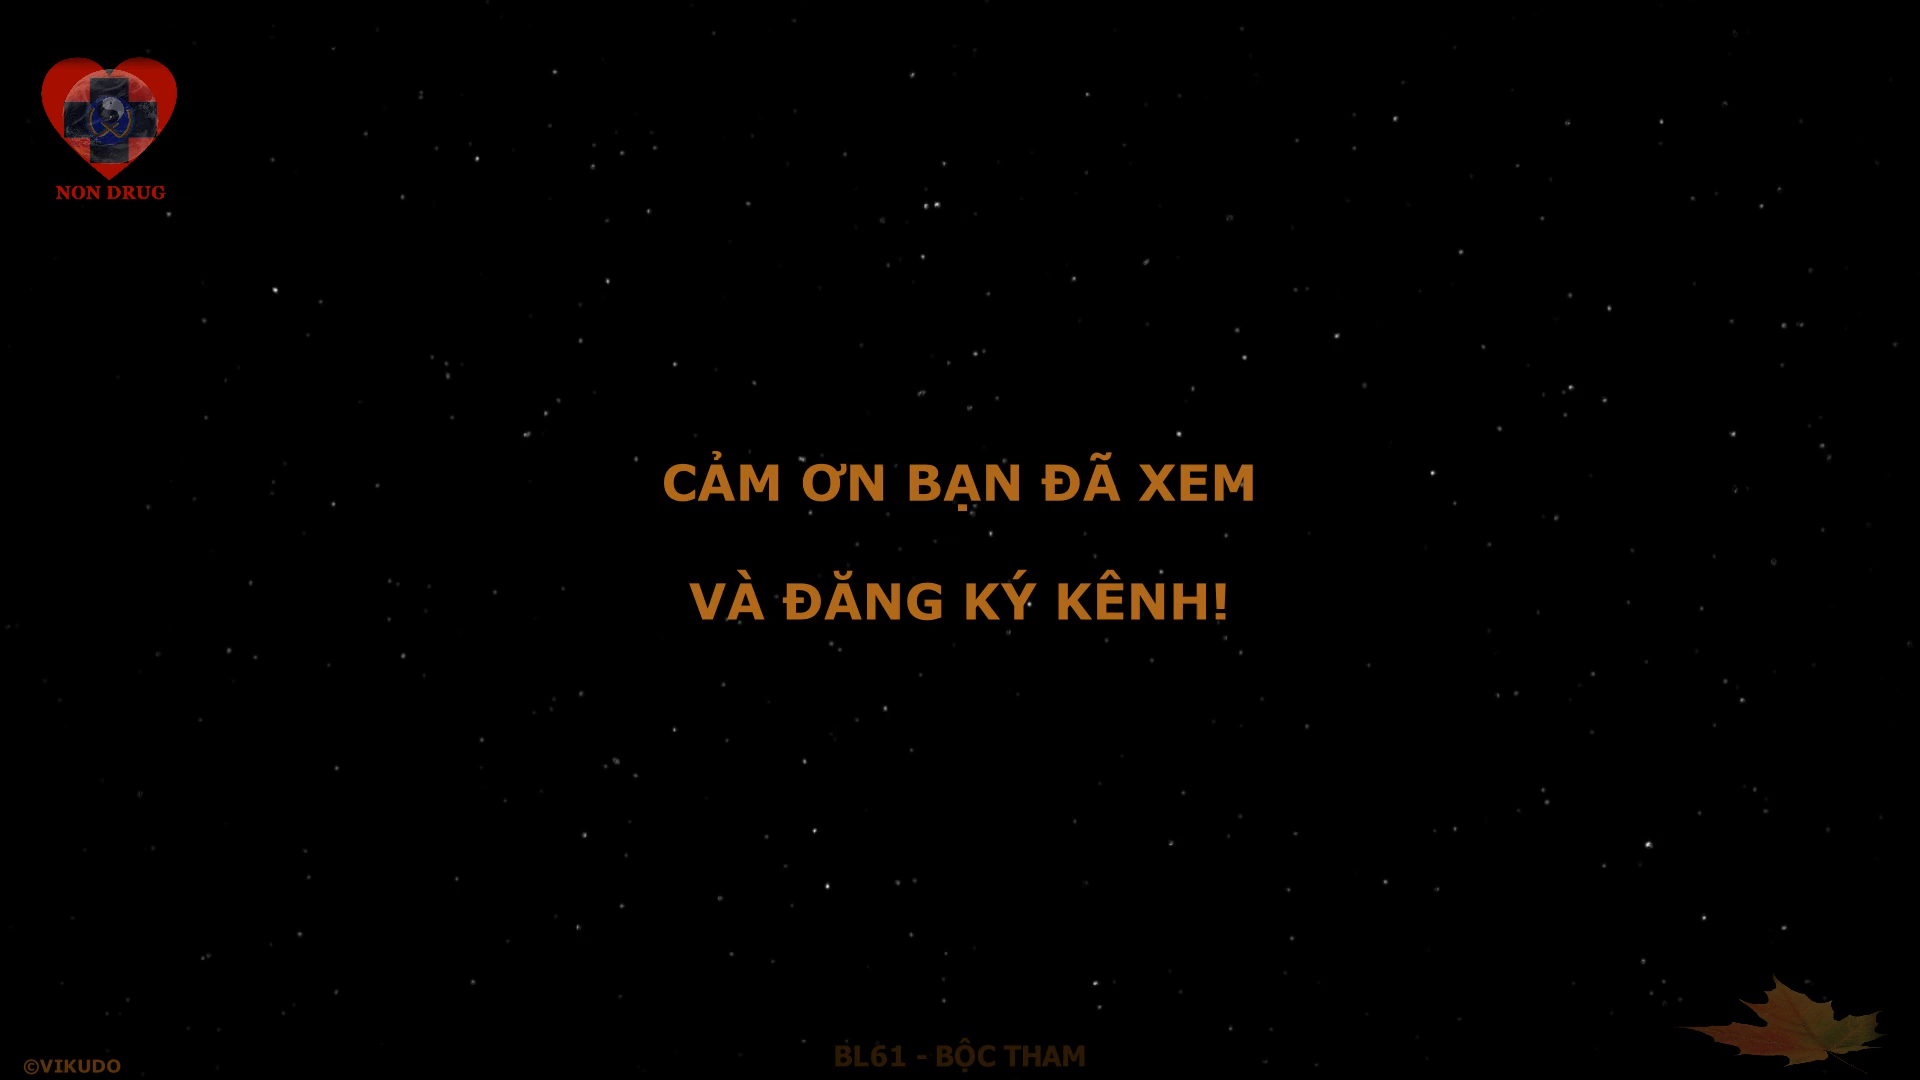 NON DRUG
CẢM ƠN BẠN ĐÃ XEM
VÀ ĐĂNG KÝ KÊNH!
BL61 - BỘC THAM
©VIKUDO